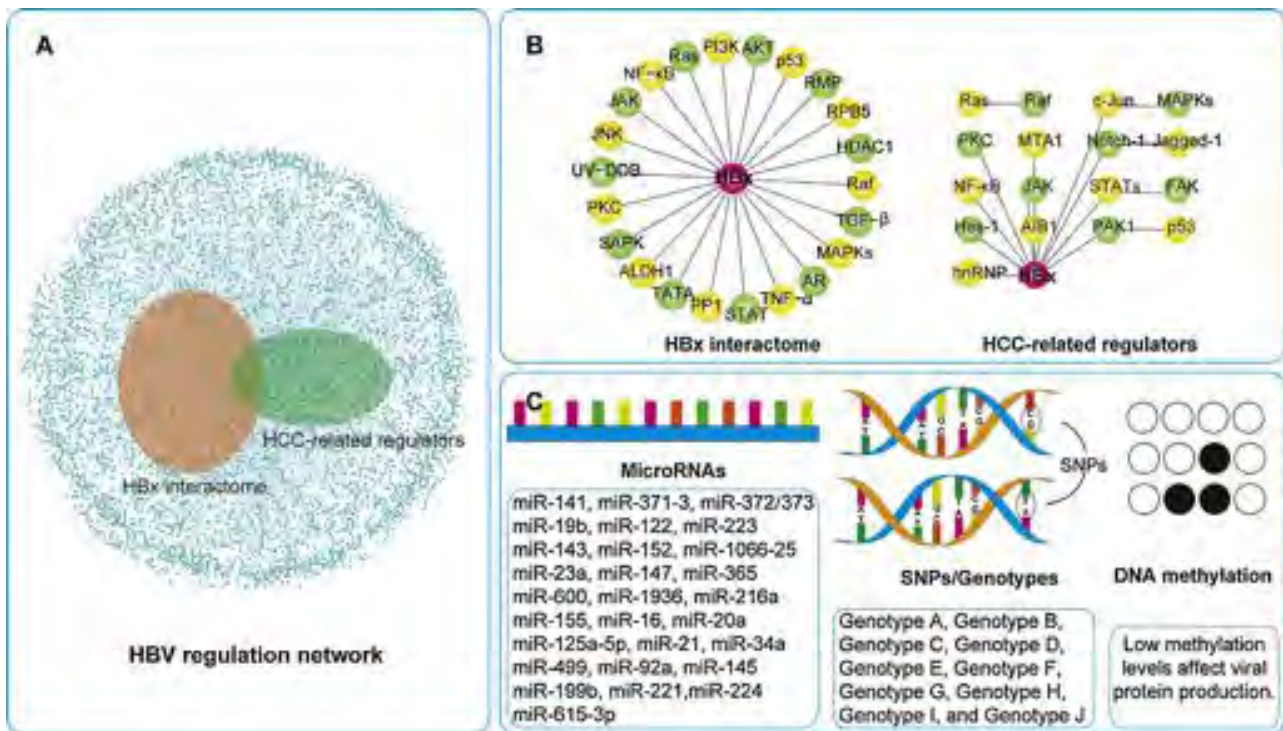 A
HCC-related regulators
HBx interactome
HBV regulation network
B
PI3K
AKT
Ras
p53
NF-κB
RMP
JAK
RPB5
JNK
HDAC1
UV-DDB
HBx
Raf
PKC
TGF-β
SAPK
MAPKs
ALDH1
AR
TATA
TNF-α
PP1
STAT
HBx interactome
Ras
Raf
c-Jun
MAPKs
PKC
MTA1
Notch-1
Jagged-1
NF-κB
JAK
STATs
FAK
Hes-1
AIB1
PAK1
p53
hnRNP
HBx
HCC-related regulators
C
MicroRNAs
miR-141, miR-371-3, miR-372/373
miR-19b, miR-122, miR-223
miR-143, miR-152, miR-1066-25
miR-23a, miR-147, miR-365
miR-600, miR-1936, miR-216a
miR-155, miR-16, miR-20a
miR-125a-5p, miR-21, miR-34a
miR-499, miR-92a, miR-145
miR-199b, miR-221,miR-224
miR-615-3p
SNPs
SNPs/Genotypes
Genotype A, Genotype B,
Genotype C, Genotype D,
Genotype E, Genotype F,
Genotype G, Genotype H,
Genotype I, and Genotype J
DNA methylation
Low methylation
levels affect viral
protein production.